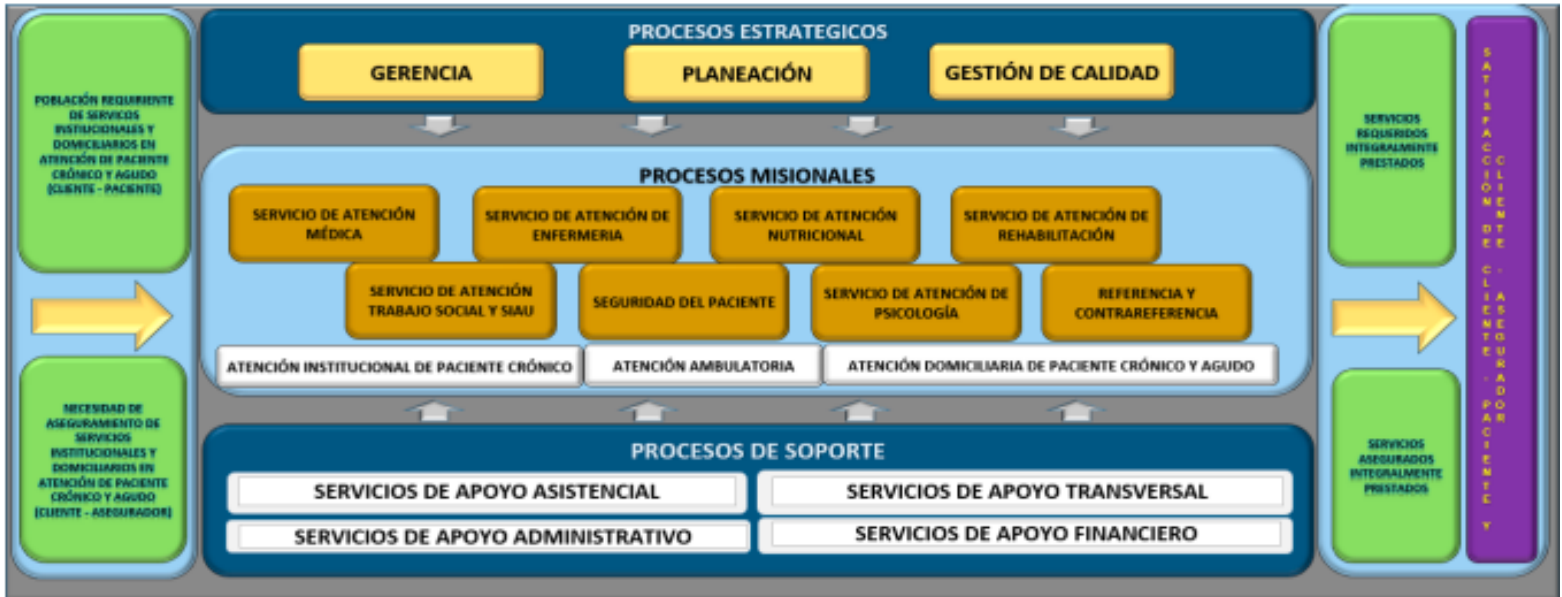 POBLACIÓN REQUIRIENTE
DE SERVICOS
INSTITUCIONALES Y
DOMICILIARIOS EN
ATENCIÓN DE PACIENTE
CRÓNICO Y AGUDO
(CLIENTE - PACIENTE)
NECESIDAD DE
ASEGURAMIENTO DE
SERVICIOS
INSTITUCIONALES Y
DOMICILIARIOS EN
ATENCIÓN DE PACIENTE
CRÓNICO Y AGUDO
(CLIENTE - ASEGURADOR)
PROCESOS ESTRATEGICOS
GERENCIA
PLANEACIÓN
GESTIÓN DE CALIDAD
PROCESOS MISIONALES
SERVICIO DE ATENCIÓN
MÉDICA
SERVICIO DE ATENCIÓN DE
ENFERMERIA
SERVICIO DE ATENCIÓN
NUTRICIONAL
SERVICIO DE ATENCIÓN DE
REHABILITACIÓN
SERVICIO DE ATENCIÓN
TRABAJO SOCIAL Y SIAU
SEGURIDAD DEL PACIENTE
SERVICIO DE ATENCIÓN DE
PSICOLOGÍA
REFERENCIA Y
CONTRAREFERENCIA
ATENCIÓN INSTITUCIONAL DE PACIENTE CRÓNICO
ATENCIÓN AMBULATORIA
ATENCIÓN DOMICILIARIA DE PACIENTE CRÓNICO Y AGUDO
PROCESOS DE SOPORTE
SERVICIOS DE APOYO ASISTENCIAL
SERVICIOS DE APOYO TRANSVERSAL
SERVICIOS DE APOYO ADMINISTRATIVO
SERVICIOS DE APOYO FINANCIERO
SERVICIOS
REQUERIDOS
INTEGRALMENTE
PRESTADOS
SERVICIOS
ASEGURADOS
INTEGRALMENTE
PRESTADOS
SATISFACCIÓN DE CLIENTE - PACIENTE Y
CLIENTE - ASEGURADOR